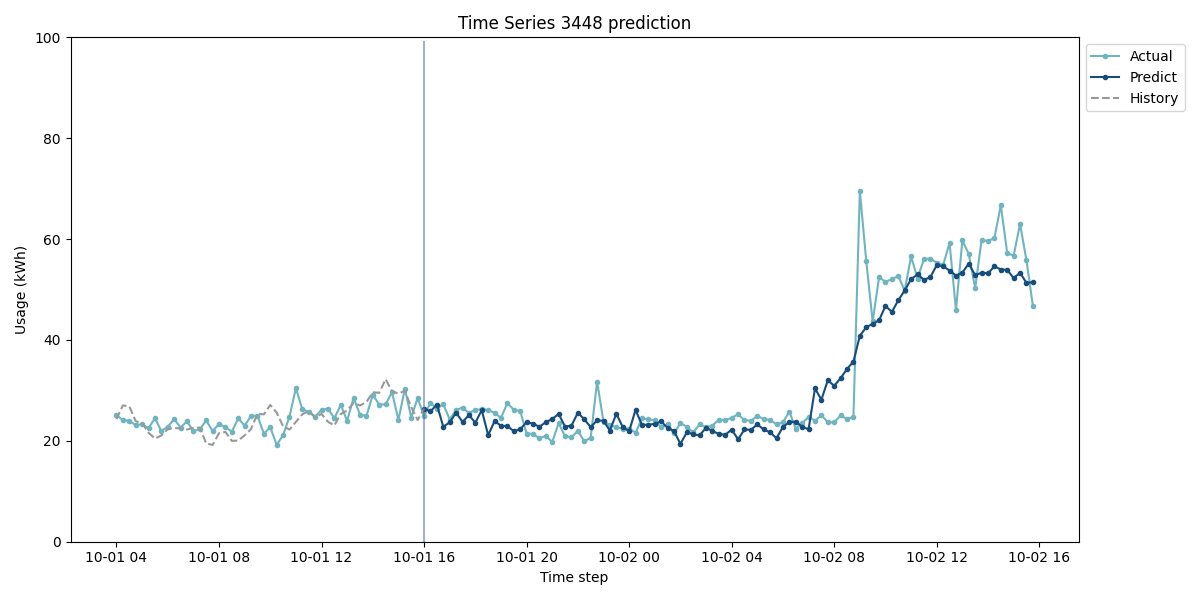 Time Series 3448 prediction
100
80
60
40
20
0
Usage (kWh)
10-01 04
10-01 08
10-01 12
10-01 16
10-01 20
10-02 00
10-02 04
10-02 08
10-02 12
10-02 16
Time step
Actual
Predict
History